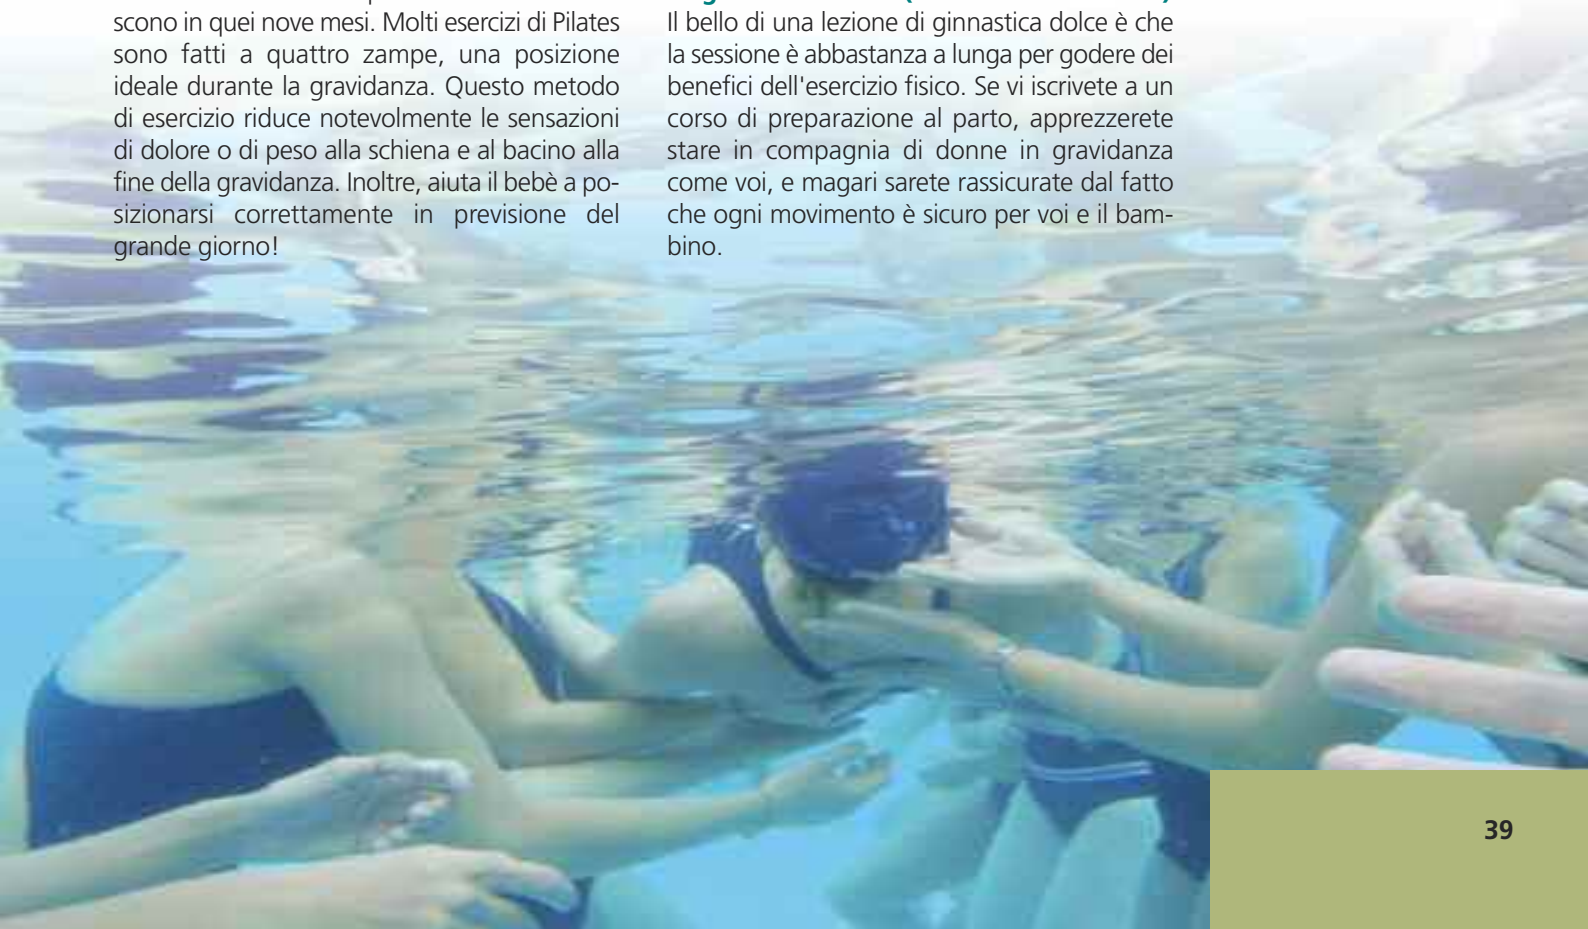 scono in quei nove mesi. Molti esercizi di Pilates
sono fatti a quattro zampe, una posizione
ideale durante la gravidanza. Questo metodo
di esercizio riduce notevolmente le sensazioni
di dolore o di peso alla schiena e al bacino alla
fine della gravidanza. Inoltre, aiuta il bebè a po-
sizionarsi correttamente in previsione del
grande giorno!
Il bello di una lezione di ginnastica dolce è che
la sessione è abbastanza a lunga per godere dei
benefici dell'esercizio fisico. Se vi iscrivete a un
corso di preparazione al parto, apprezzerete
stare in compagnia di donne in gravidanza
come voi, e magari sarete rassicurate dal fatto
che ogni movimento è sicuro per voi e il bam-
bino.
39